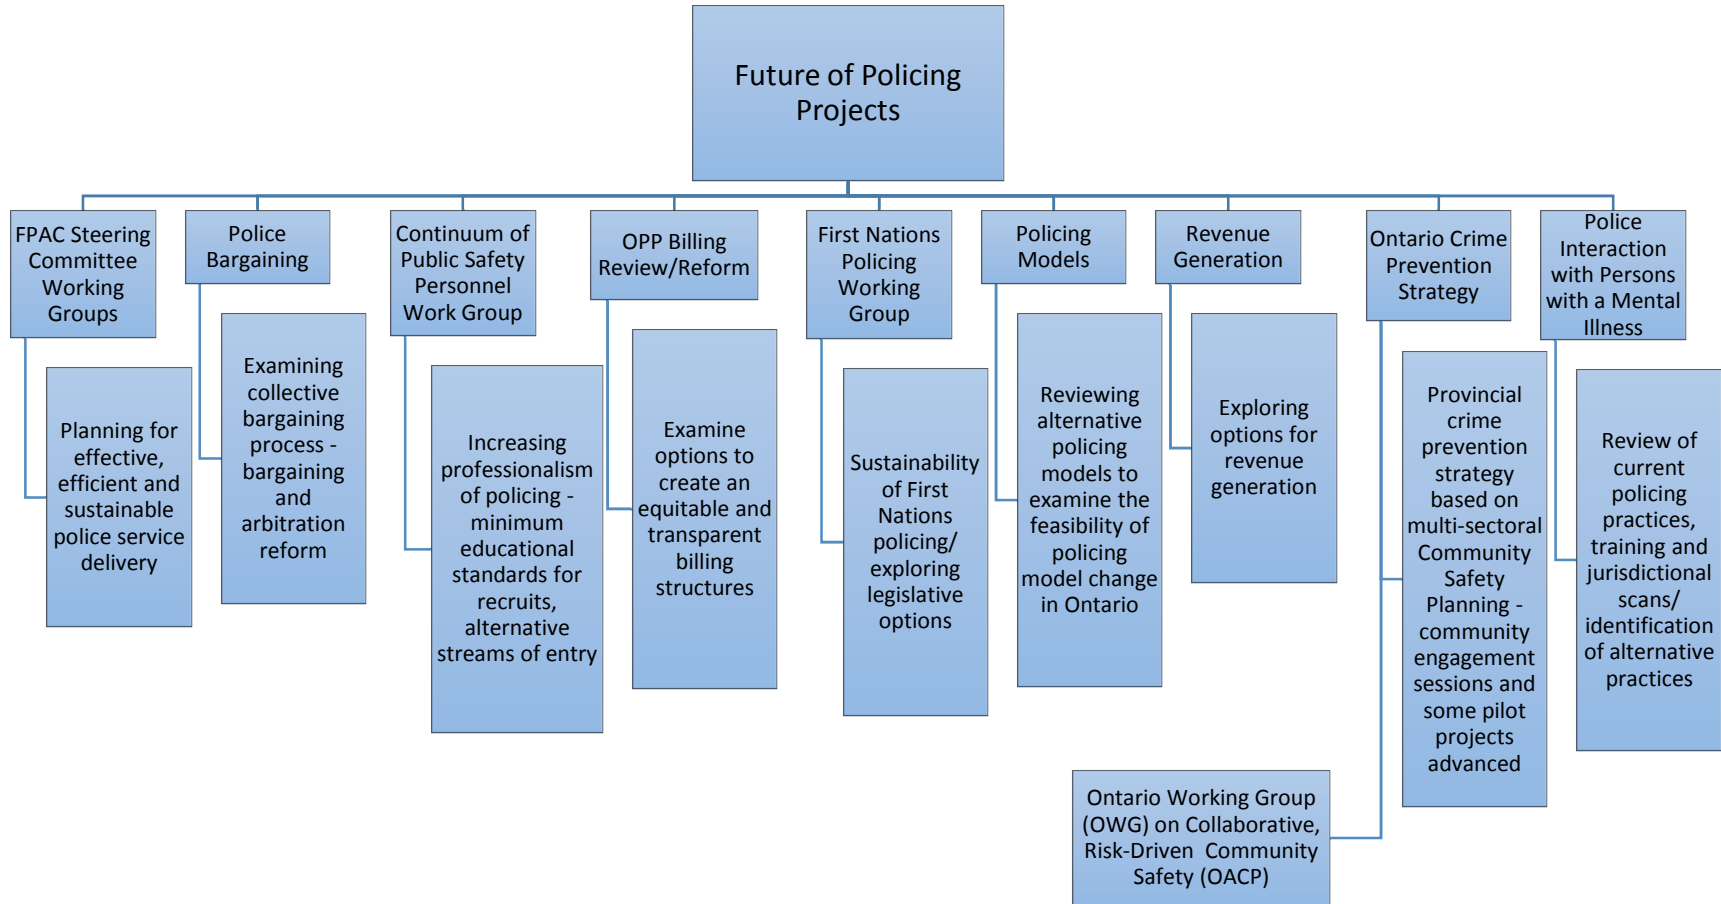 Future of Policing
Projects
FPAC Steering
Committee
Working
Groups
Planning for
effective,
efficient and
sustainable
police service
delivery
Police
Bargaining
Examining
collective
bargaining
process -
bargaining
and
arbitration
reform
Continuum of
Public Safety
Personnel
Work Group
Increasing
professionalism
of policing -
minimum
educational
standards for
recruits,
alternative
streams of entry
OPP Billing
Review/Reform
Examine
options to
create an
equitable and
transparent
billing
structures
First Nations
Policing
Working
Group
Sustainability
of First
Nations
policing/
exploring
legislative
options
Policing
Models
Reviewing
alternative
policing
models to
examine the
feasibility of
policing
model change
in Ontario
Revenue
Generation
Exploring
options for
revenue
generation
Ontario Crime
Prevention
Strategy
Provincial
crime
prevention
strategy
based on
multi-sectoral
Community
Safety
Planning -
community
engagement
sessions and
some pilot
projects
advanced
Ontario Working Group
(OWG) on Collaborative,
Risk-Driven Community
Safety (OACP)
Police
Interaction
with Persons
with a Mental
Illness
Review of
current
policing
practices,
training and
jurisdictional
scans/
identification
of alternative
practices